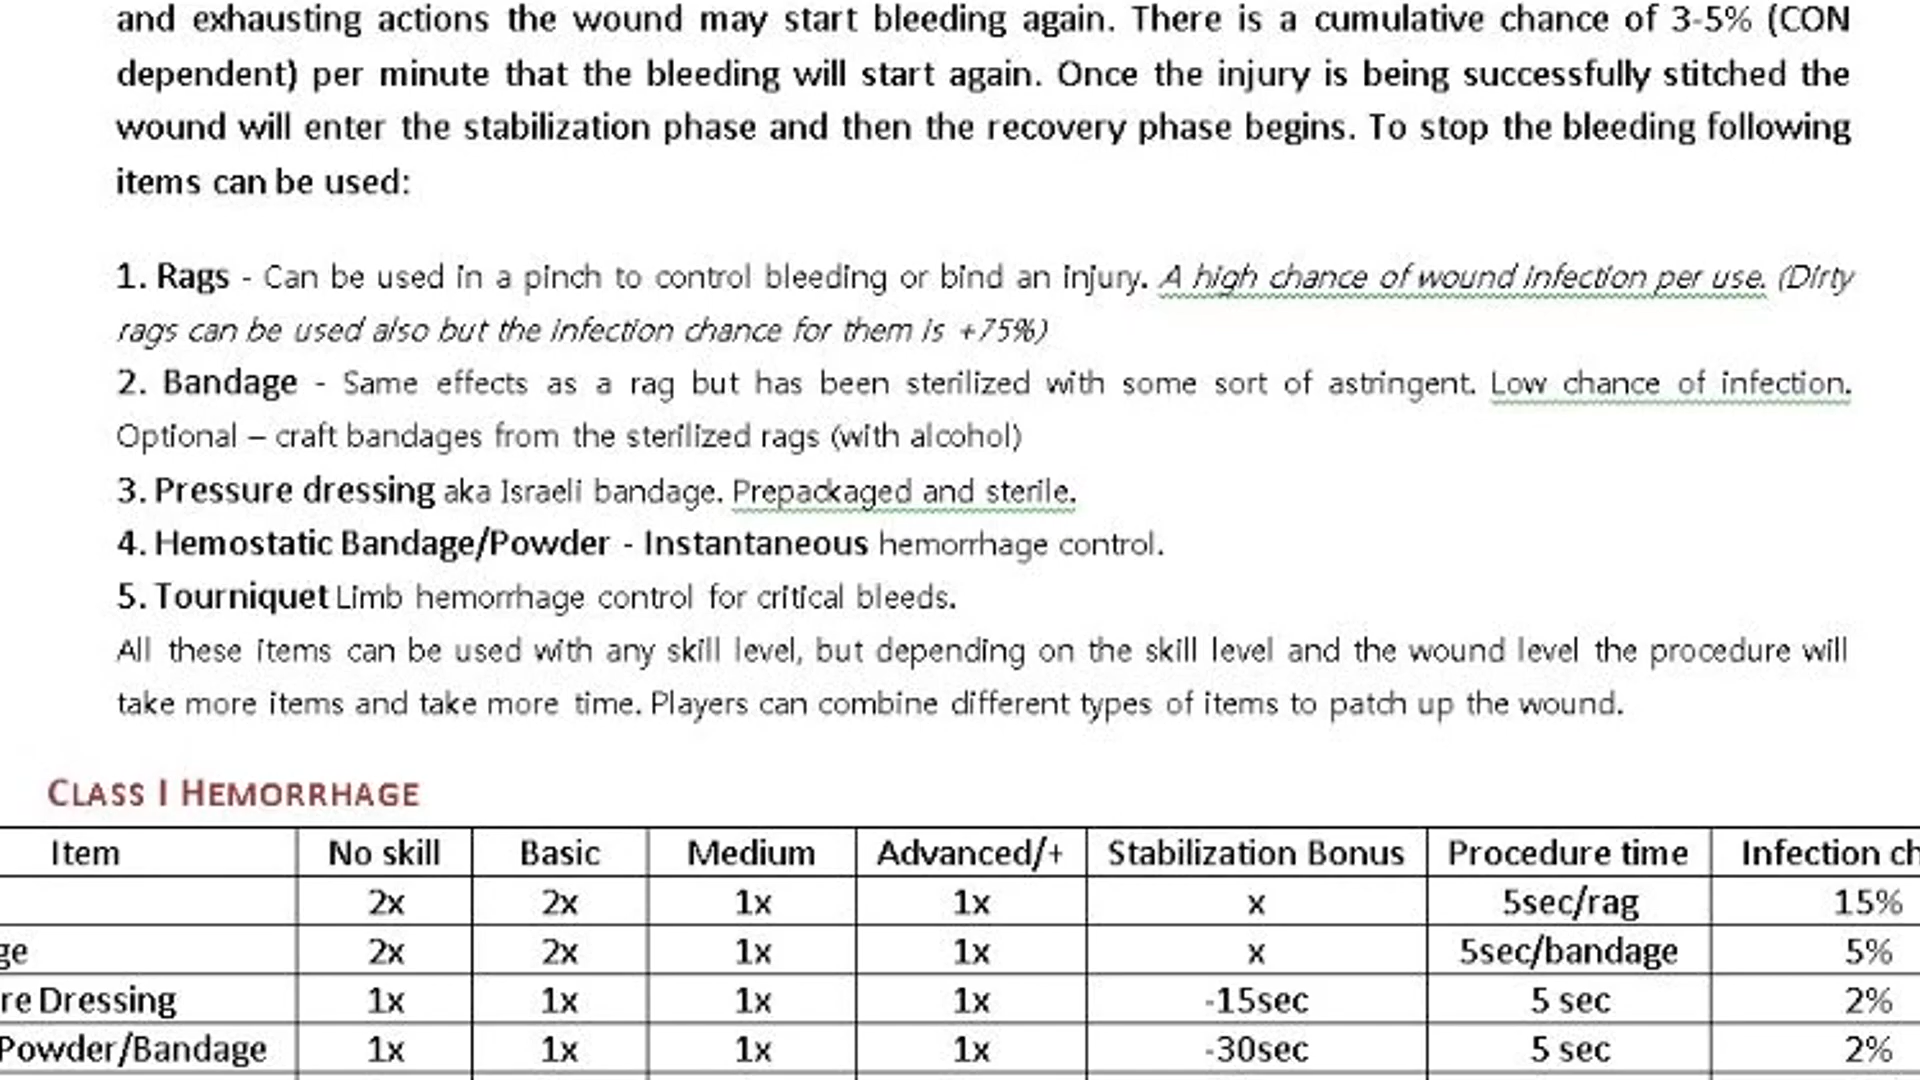 and exhausting actions the wound may start bleeding again. There is a cumulative chance of 3-5% (CON
dependent) per minute that the bleeding will start again. Once the injury is being successfully stitched the
wound will enter the stabilization phase and then the recovery phase begins. To stop the bleeding following
items can be used:
1. Rags - Can be used in a pinch to control bleeding or bind an injury. A high chance of wound infection per use. (Dirty
rags can be used also but the infection chance for them is +75%)
2. Bandage - Same effects as a rag but has been sterilized with some sort of astringent. Low chance of infection.
Optional – craft bandages from the sterilized rags (with alcohol)
3. Pressure dressing aka Israeli bandage. Prepackaged and sterile.
4. Hemostatic Bandage/Powder - Instantaneous hemorrhage control.
5. Tourniquet Limb hemorrhage control for critical bleeds.
All these items can be used with any skill level, but depending on the skill level and the wound level the procedure will
take more items and take more time. Players can combine different types of items to patch up the wound.
CLASS I HEMORRHAGE
Item No skill Basic Medium Advanced/+ Stabilization Bonus Procedure time Infection ch
2x 2x 1x 1x x 5sec/rag 15%
ge 2x 2x 1x 1x x 5sec/bandage 5%
re Dressing 1x 1x 1x 1x -15sec 5 sec 2%
Powder/Bandage 1x 1x 1x 1x -30sec 5 sec 2%